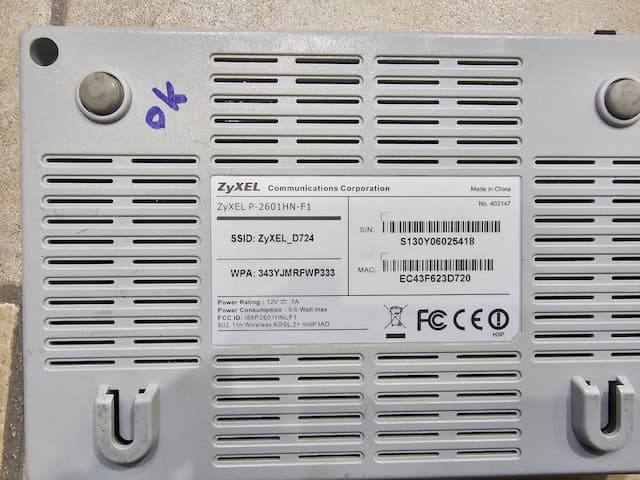 OK
ZyXEL Communications Corporation
Made in China
ZyXEL P-2601HN-F1
No. 402147
SSID: ZyXEL_D724
S/N:
S130Y06025418
WPA: 343YJMRFWP333
MAC:
EC43F623D720
Power Rating : 12V ⎓ 1A
Power Consumption : 9.6 Watt max
FCC ID: I88P2601HNLF1
802.11n Wireless ADSL 2+ VoIP IAD
FC CE
HSP